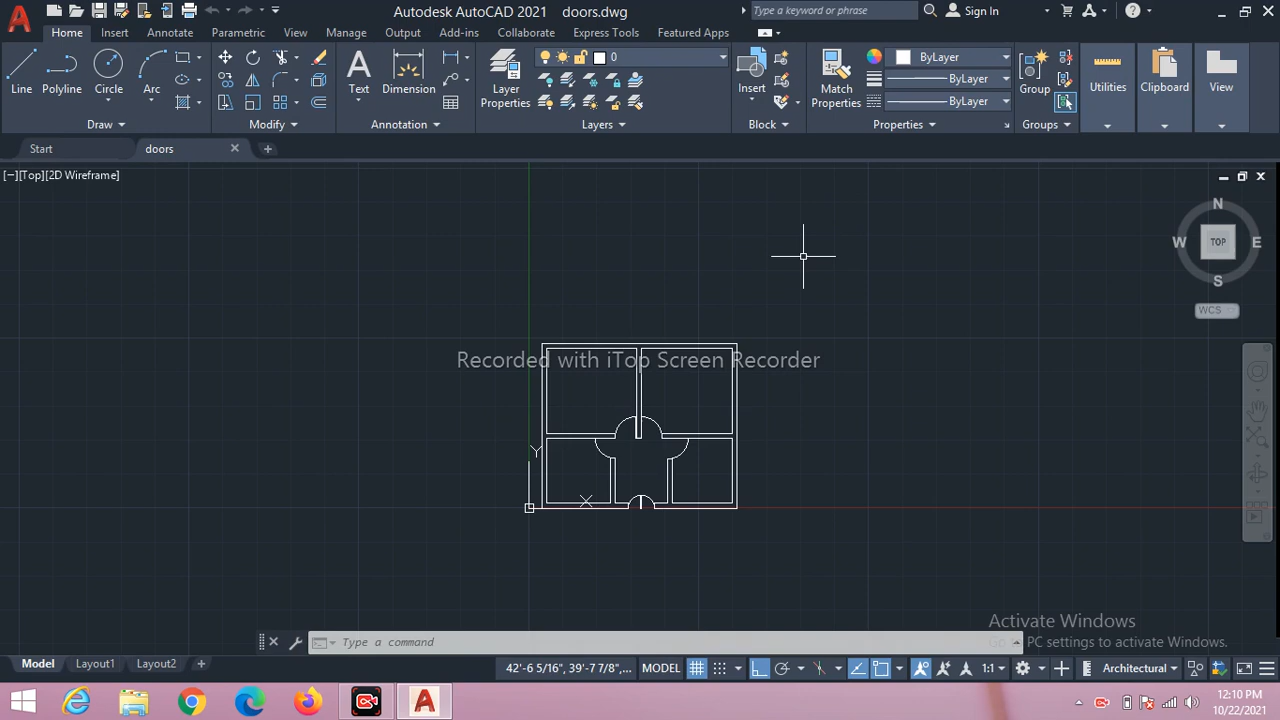 Autodesk AutoCAD 2021 doors.dwg
Type a keyword or phrase
Sign In
Home Insert Annotate Parametric View Manage Output Add-ins Collaborate Express Tools Featured Apps
0
ByLayer
ByLayer
ByLayer
Line Polyline Circle Arc Text Dimension Layer Properties Insert Match Properties Group Utilities Clipboard View
Draw Modify Annotation Layers Block Properties Groups
Start doors
[−][Top][2D Wireframe]
N
W TOP E
S
WCS
Recorded with iTop Screen Recorder
Y
X
Activate Windows
Go to PC settings to activate Windows.
Type a command
Model Layout1 Layout2
42'-6 5/16", 39'-7 7/8",... MODEL 1:1 Architectural
12:10 PM
10/22/2021